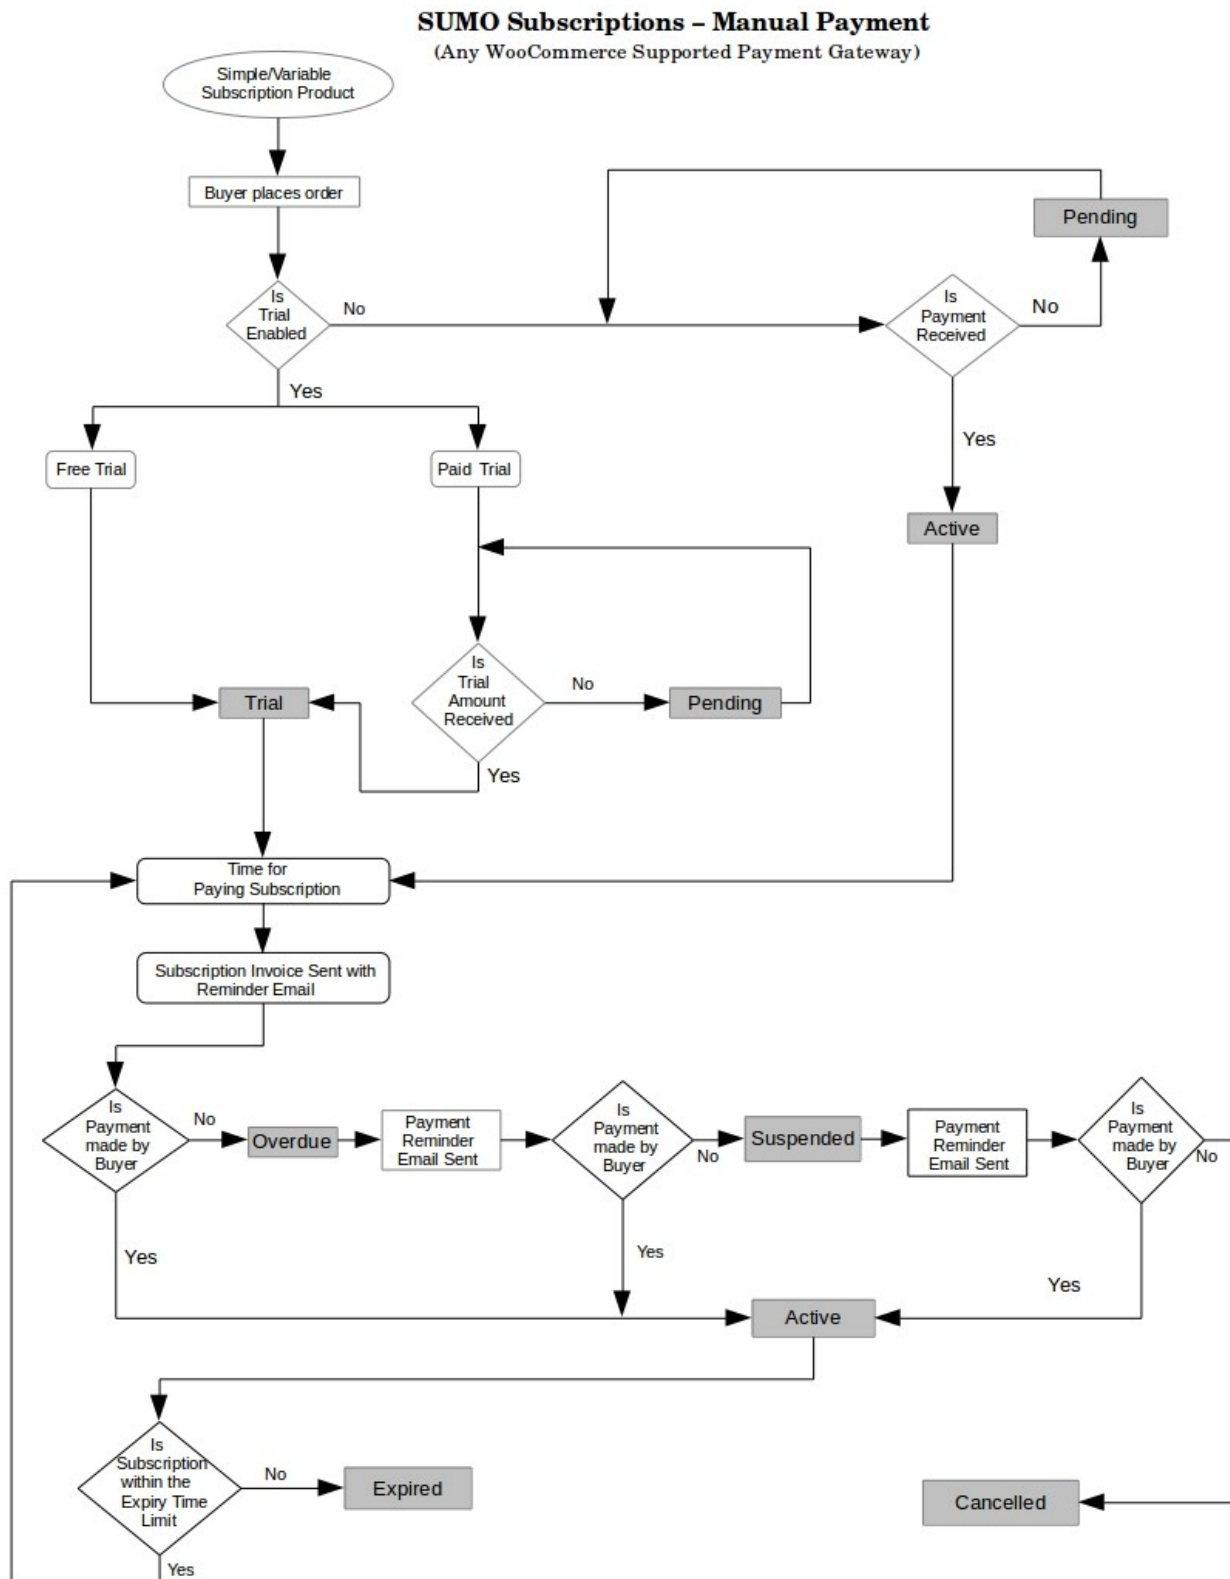 SUMO Subscriptions – Manual Payment
(Any WooCommerce Supported Payment Gateway)
Simple/Variable
Subscription Product
Buyer places order
Pending
Is
Trial
Enabled
No
Is
Payment
Received
No
Yes
Yes
Free Trial
Paid Trial
Active
Is
Trial
Amount
Received
No
Pending
Trial
Yes
Time for
Paying Subscription
Subscription Invoice Sent with
Reminder Email
Is
Payment
made by
Buyer
No
Overdue
Payment
Reminder
Email Sent
Is
Payment
made by
Buyer
No
Suspended
Payment
Reminder
Email Sent
Is
Payment
made by
Buyer
No
Yes
Yes
Yes
Active
Is
Subscription
within the
Expiry Time
Limit
No
Expired
Cancelled
Yes